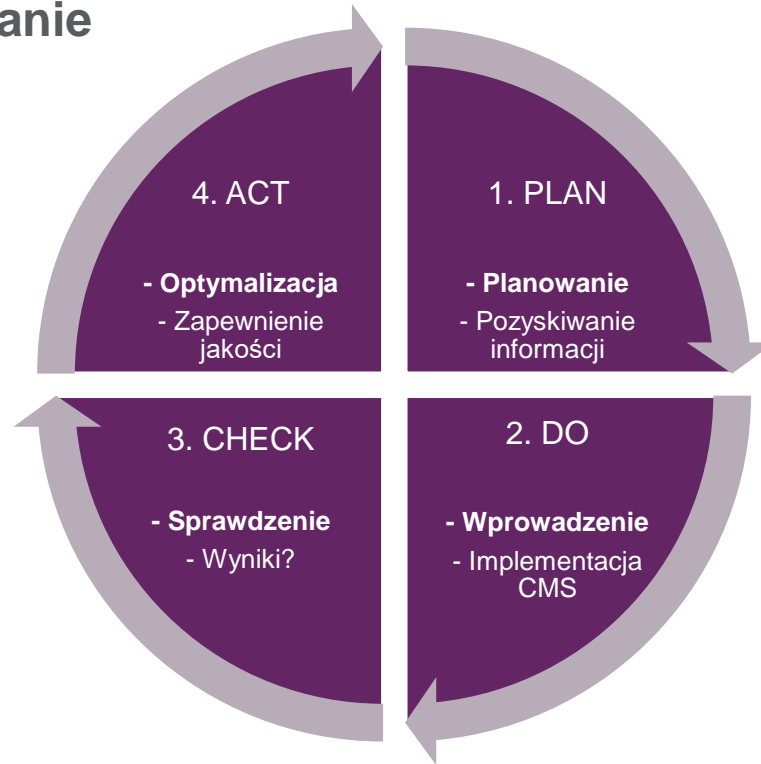 anie
1. PLAN
- Planowanie
- Pozyskiwanie
informacji
2. DO
- Wprowadzenie
- Implementacja
CMS
3. CHECK
- Sprawdzenie
- Wyniki?
4. ACT
- Optymalizacja
- Zapewnienie
jakości